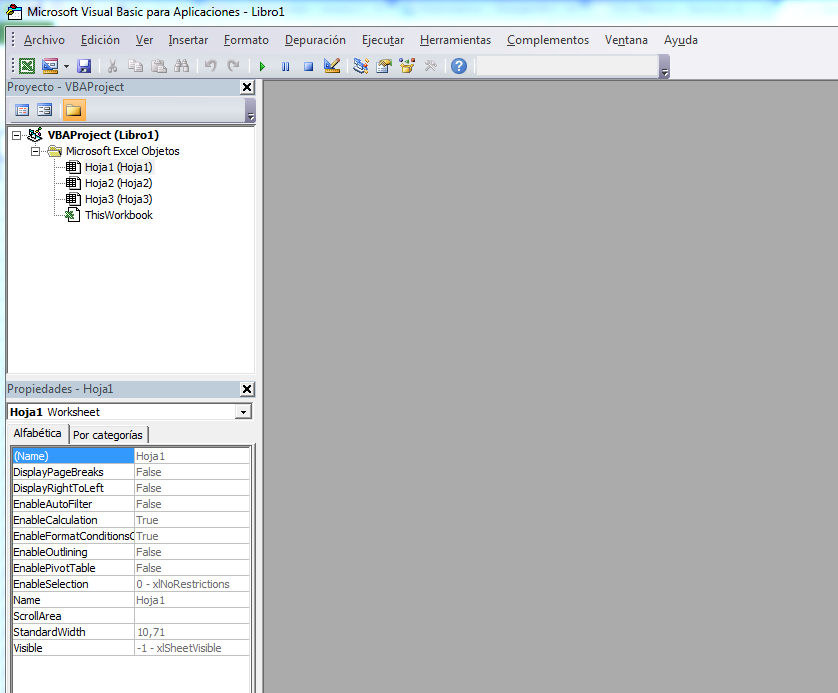 Microsoft Visual Basic para Aplicaciones - Libro1
Archivo Edición Ver Insertar Formato Depuración Ejecutar Herramientas Complementos Ventana Ayuda
Proyecto - VBAProject
VBAProject (Libro1)
Microsoft Excel Objetos
Hoja1 (Hoja1)
Hoja2 (Hoja2)
Hoja3 (Hoja3)
ThisWorkbook
Propiedades - Hoja1
Hoja1 Worksheet
Alfabética Por categorías
(Name) Hoja1
DisplayPageBreaks False
DisplayRightToLeft False
EnableAutoFilter False
EnableCalculation True
EnableFormatConditionsC True
EnableOutlining False
EnablePivotTable False
EnableSelection 0 - xlNoRestrictions
Name Hoja1
ScrollArea
StandardWidth 10,71
Visible -1 - xlSheetVisible